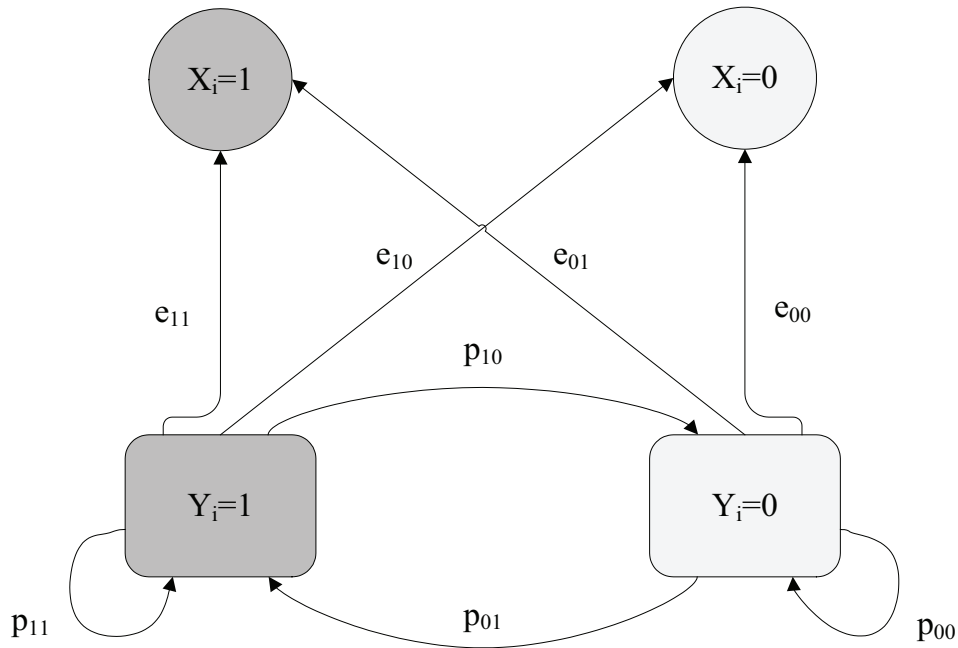 Xᵢ=1
Xᵢ=0
e₁₀
e₀₁
e₁₁
e₀₀
p₁₀
Yᵢ=1
Yᵢ=0
p₁₁
p₀₁
p₀₀